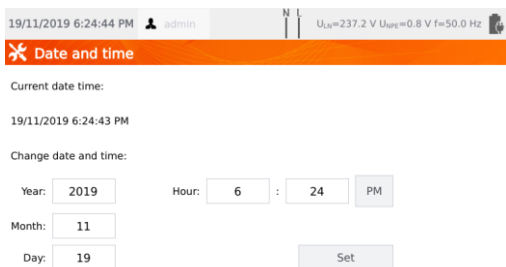 19/11/2019 6:24:44 PM admin N L ULN=237.2 V UNPE=0.8 V f=50.0 Hz
Date and time
Current date time:
19/11/2019 6:24:43 PM
Change date and time:
Year: 2019 Hour: 6 : 24 PM
Month: 11
Day: 19 Set